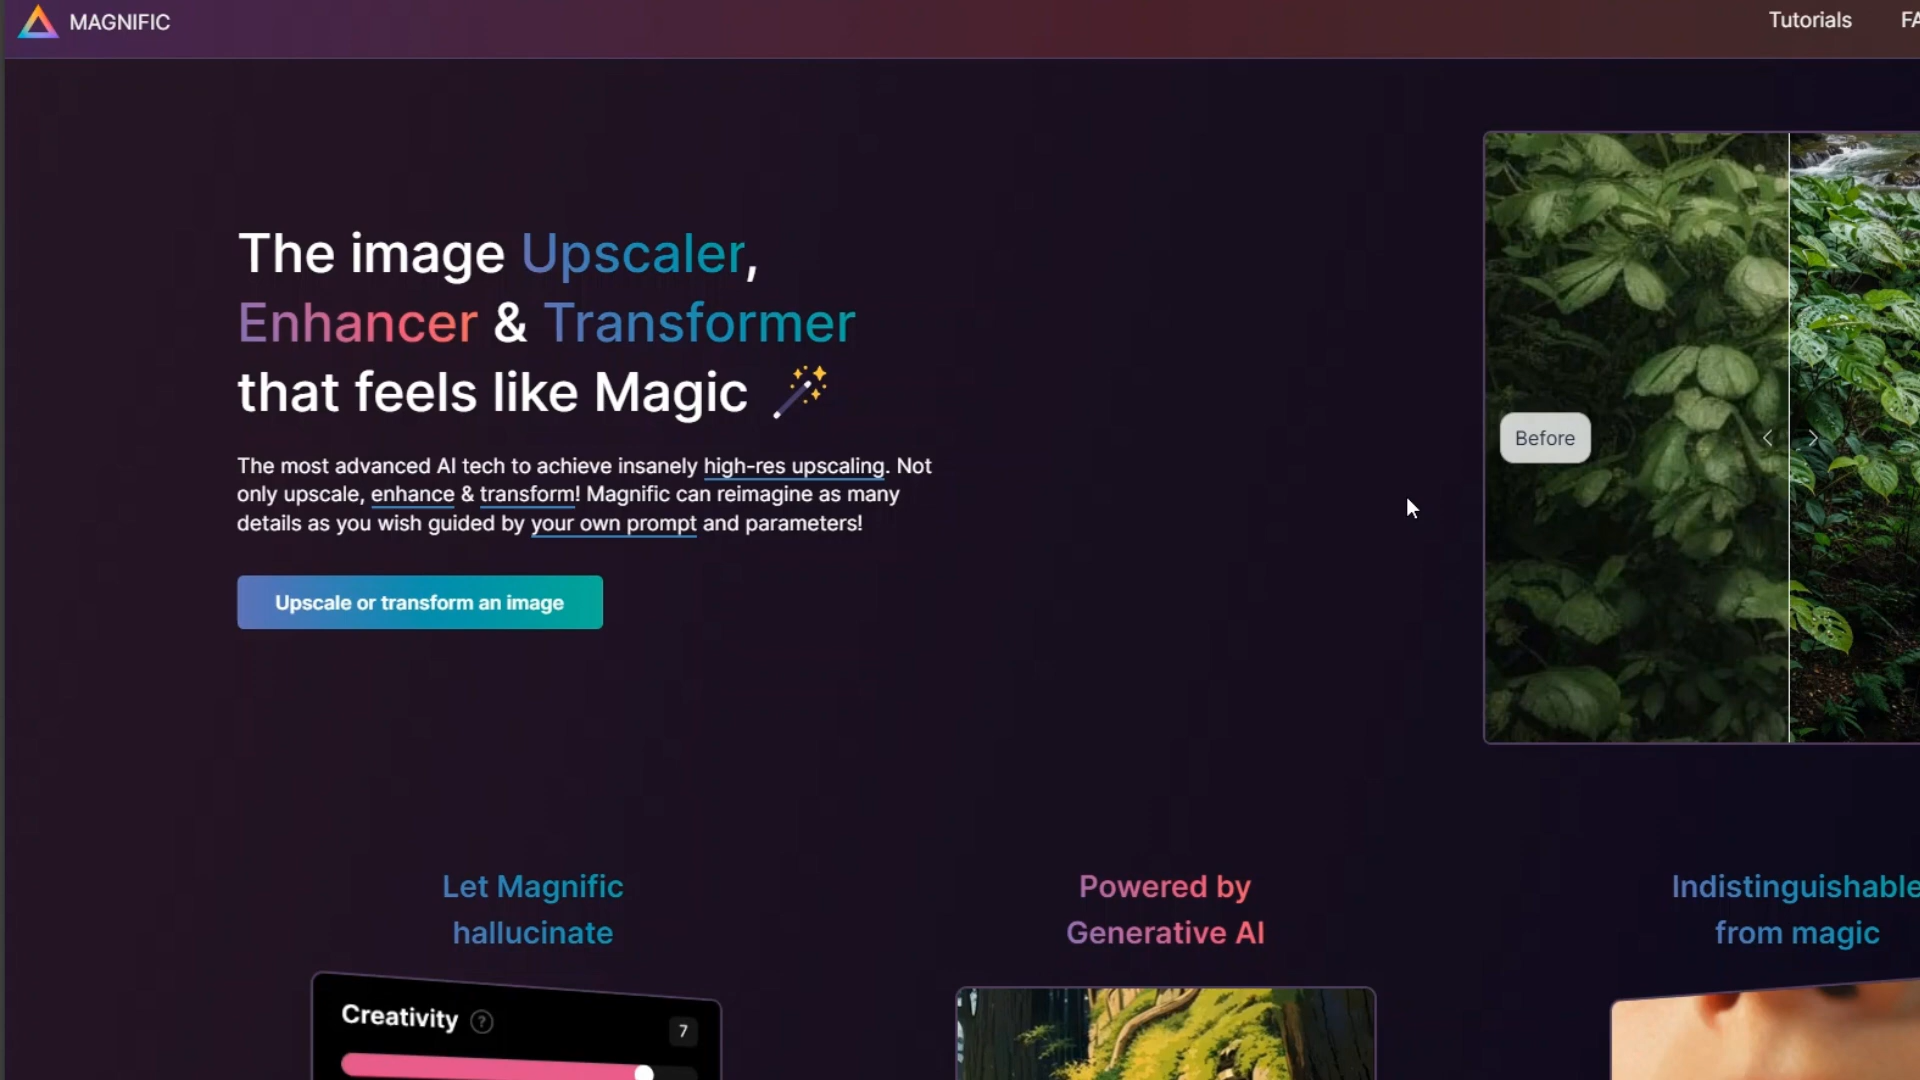 MAGNIFIC
Tutorials
The image Upscaler,
Enhancer & Transformer
that feels like Magic
The most advanced AI tech to achieve insanely high-res upscaling. Not
only upscale, enhance & transform! Magnific can reimagine as many
details as you wish guided by your own prompt and parameters!
Upscale or transform an image
Before
Let Magnific
hallucinate
Powered by
Generative AI
Indistinguishable
from magic
Creativity ?
7